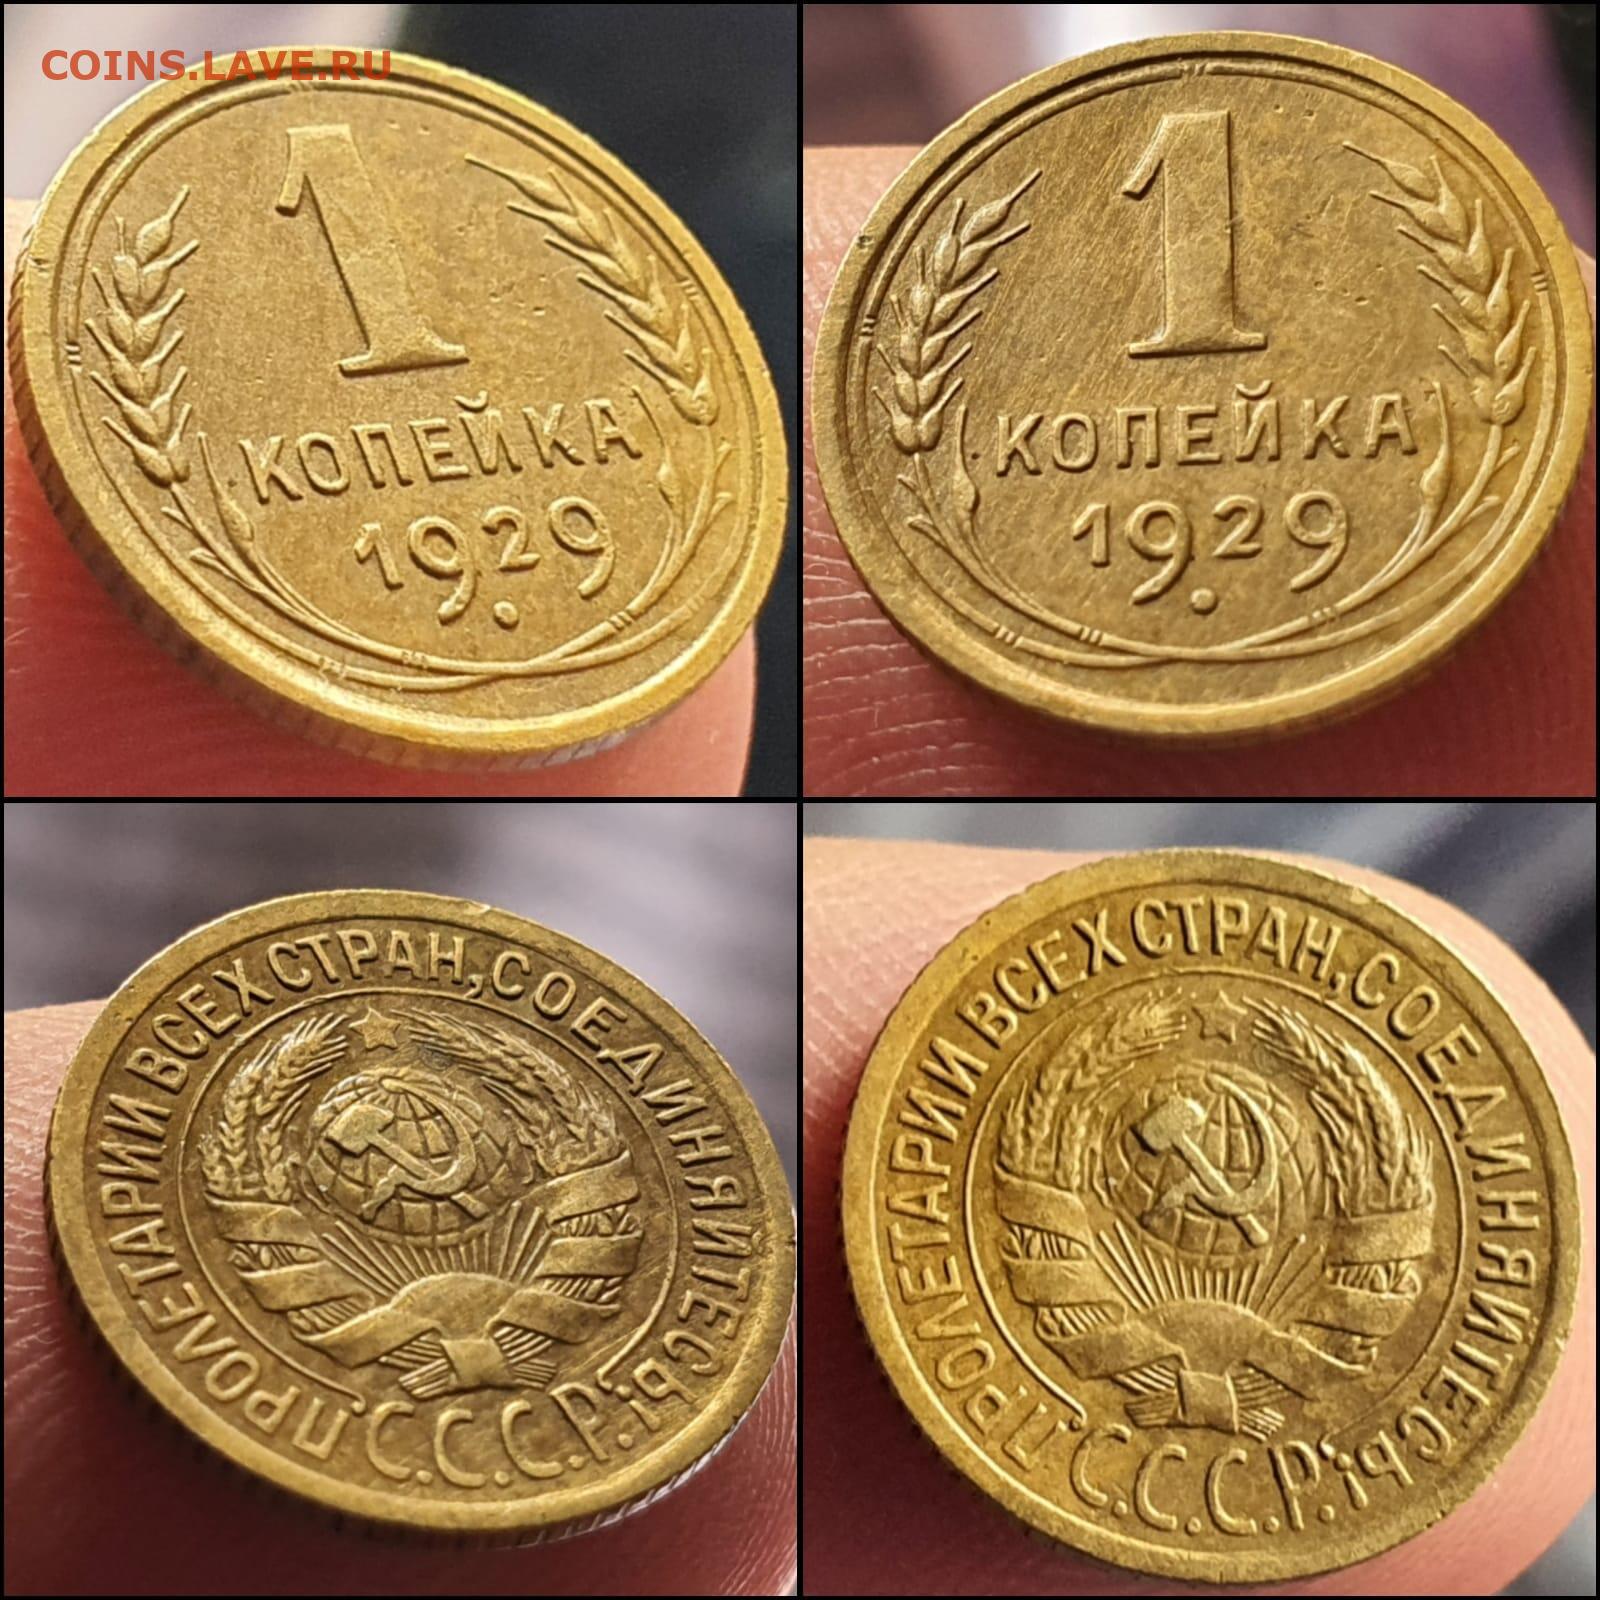 COINS.LAVE.RU
1
КОПЕЙКА
1929
1
КОПЕЙКА
1929
ПРОЛЕТАРИИ ВСЕХ СТРАН, СОЕДИНЯЙТЕСЬ!
С.С.С.Р.
ПРОЛЕТАРИИ ВСЕХ СТРАН, СОЕДИНЯЙТЕСЬ!
С.С.С.Р.